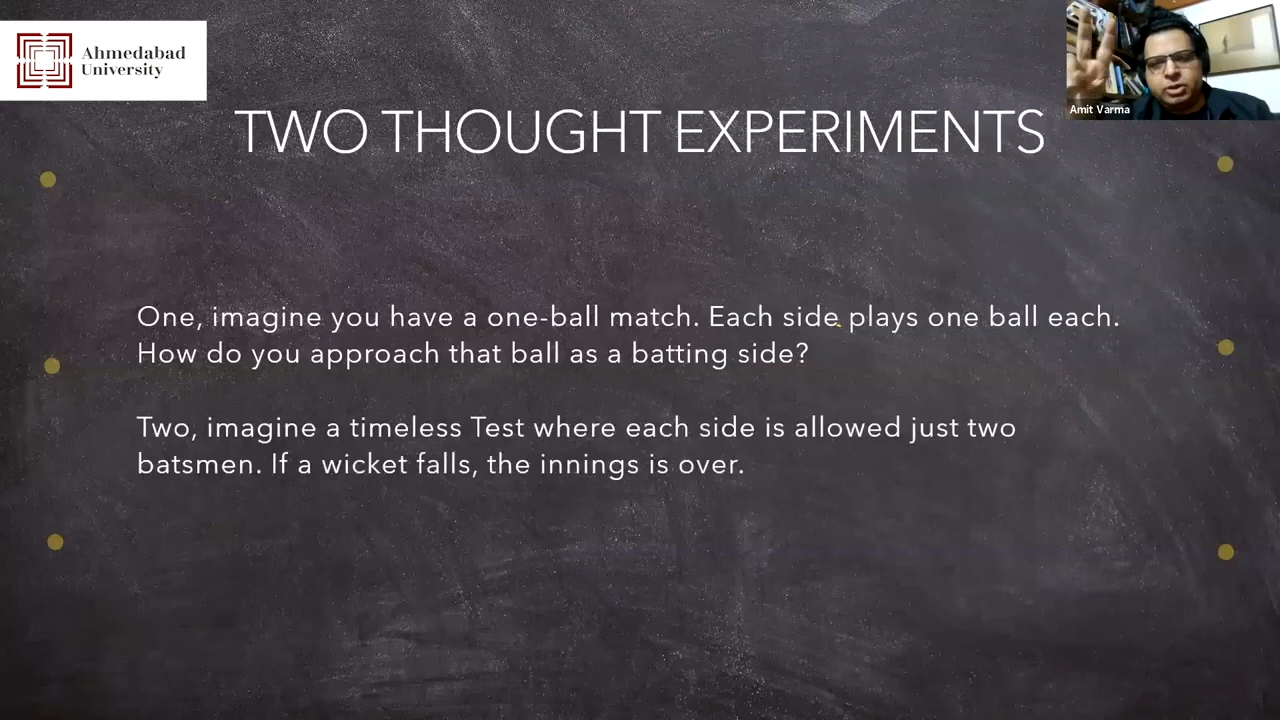 Ahmedabad
University
Amit Varma
TWO THOUGHT EXPERIMENTS
One, imagine you have a one-ball match. Each side plays one ball each.
How do you approach that ball as a batting side?
Two, imagine a timeless Test where each side is allowed just two
batsmen. If a wicket falls, the innings is over.